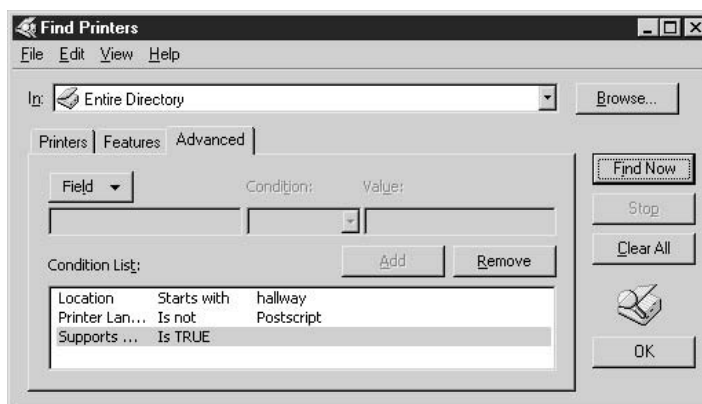 Find Printers
File Edit View Help
In: Entire Directory Browse...
Printers Features Advanced
Find Now
Field Condition: Value:
Stop
Clear All
Condition List: Add Remove
Location Starts with hallway
Printer Lan... Is not Postscript
Supports ... Is TRUE
OK